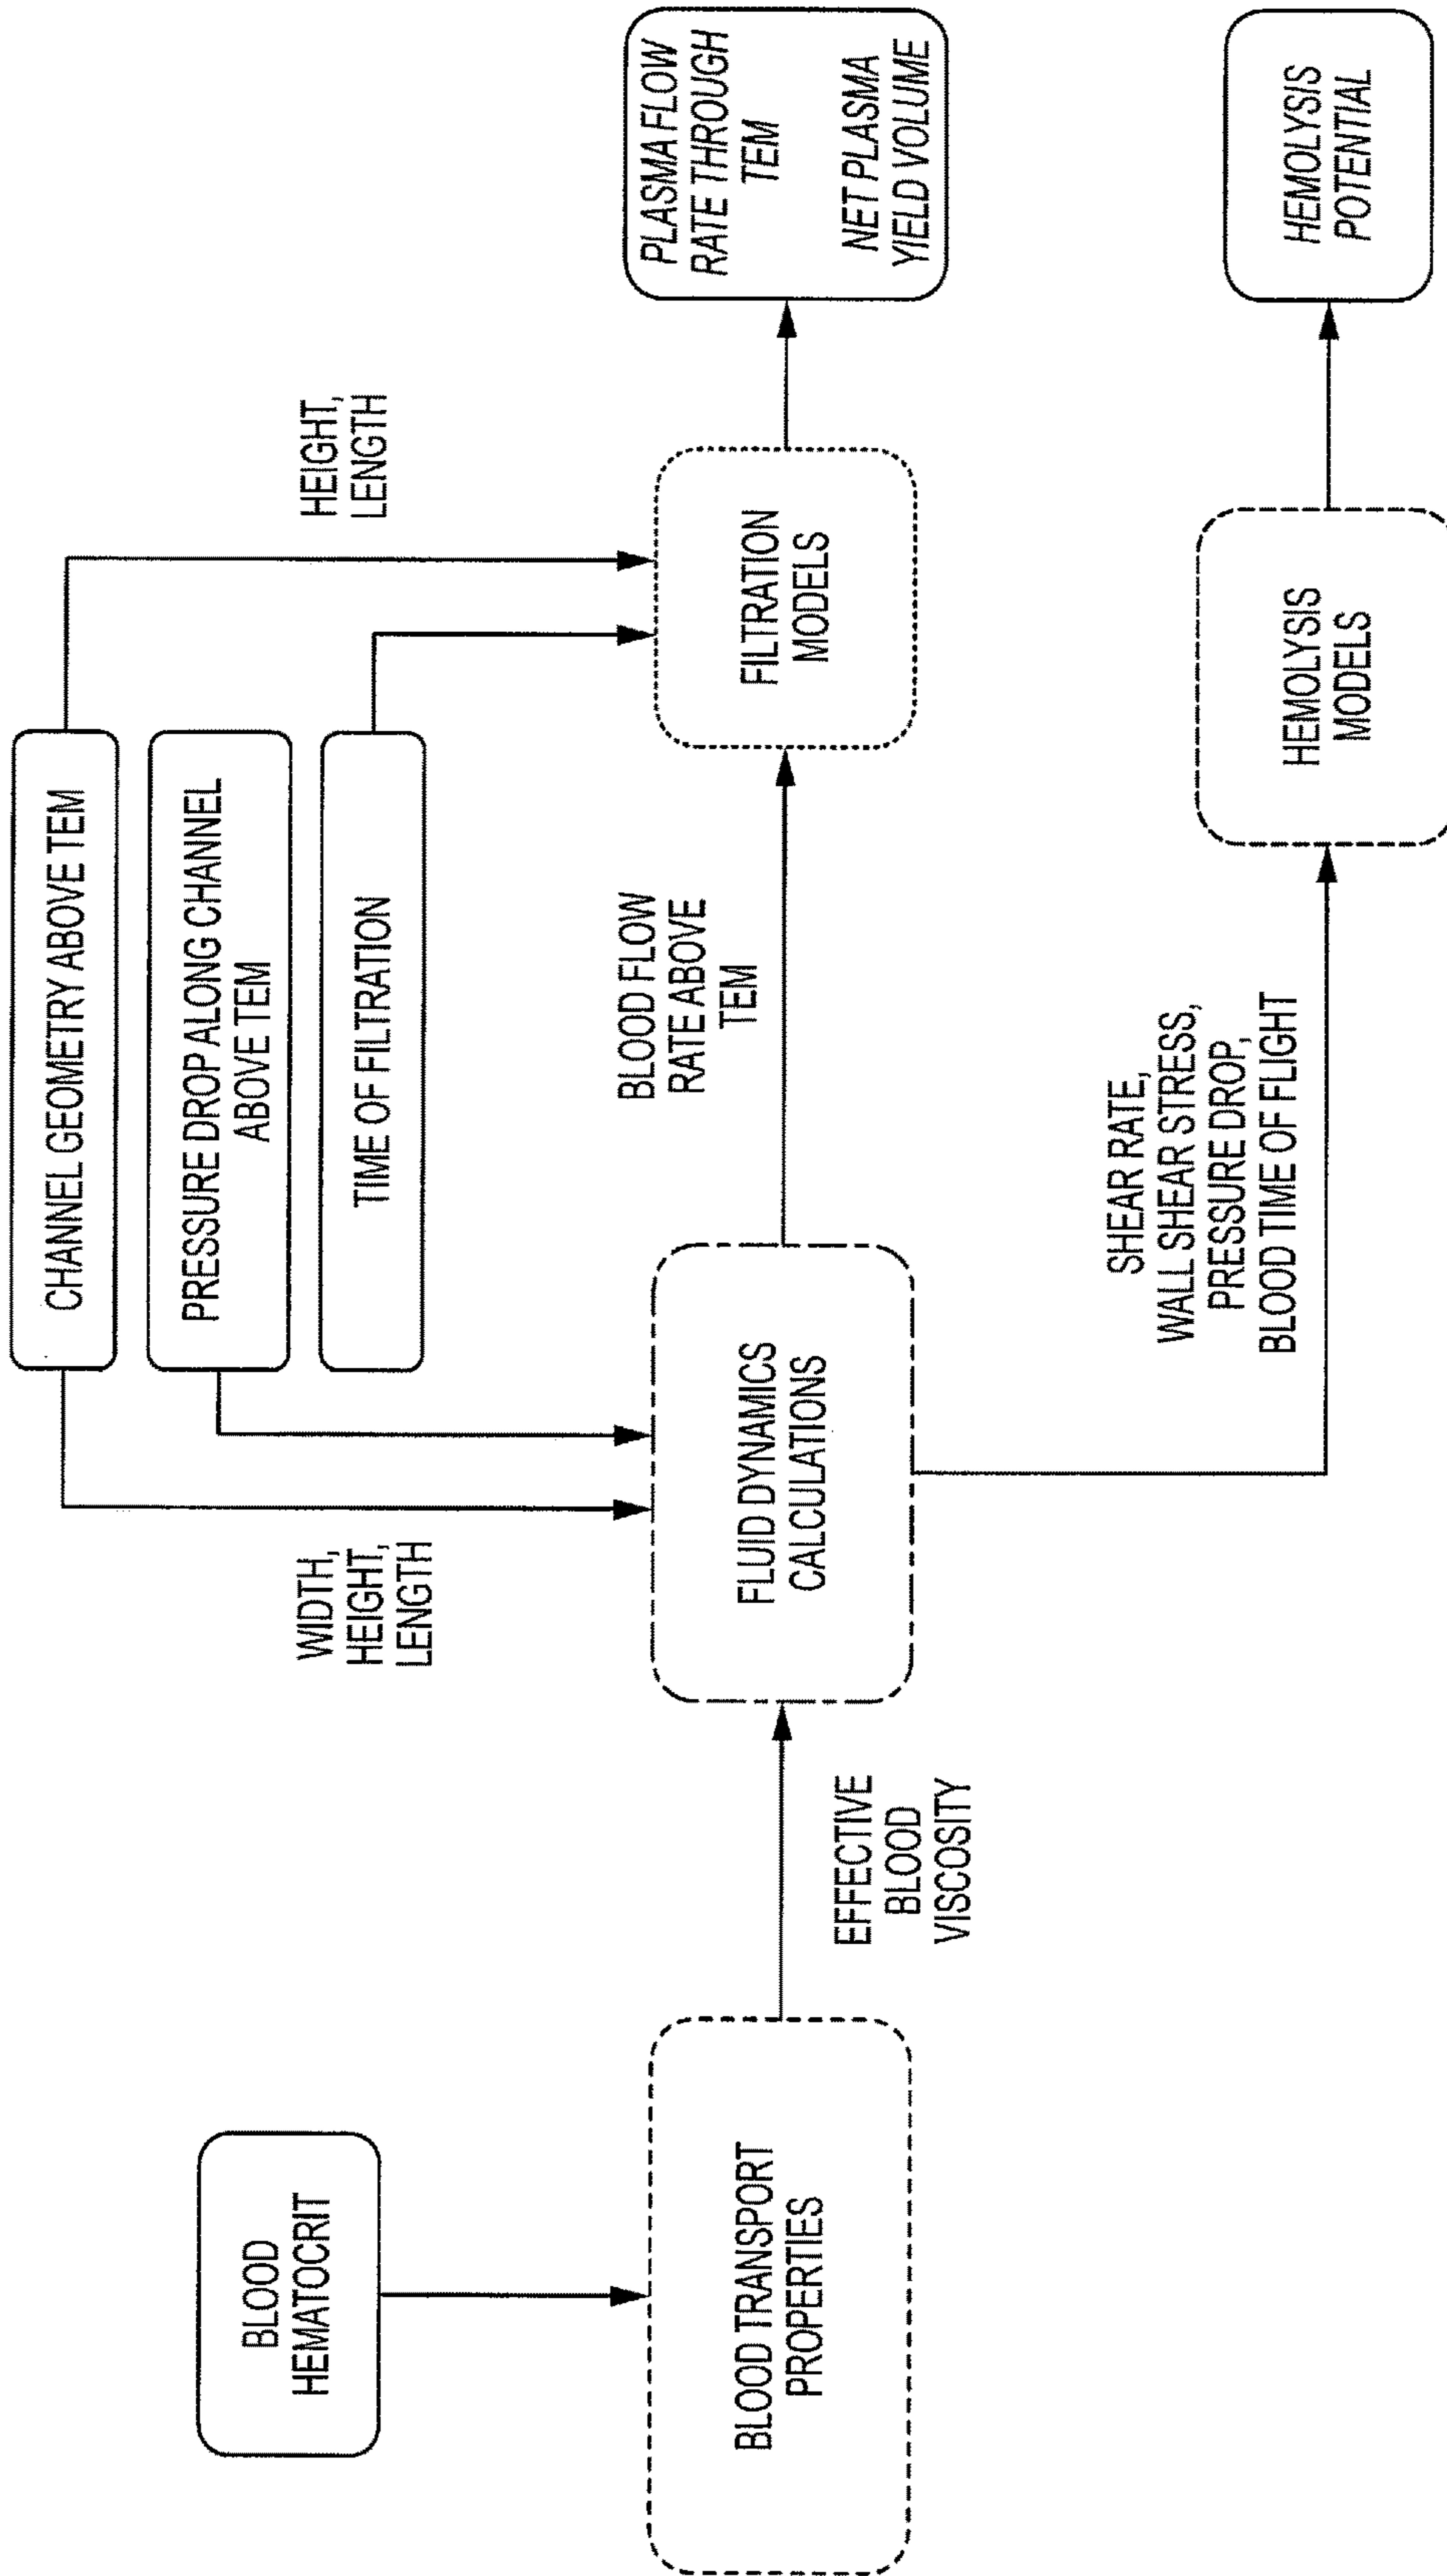 BLOOD
HEMATOCRIT
BLOOD TRANSPORT
PROPERTIES
EFFECTIVE
BLOOD
VISCOSITY
WIDTH,
HEIGHT,
LENGTH
CHANNEL GEOMETRY ABOVE TEM
PRESSURE DROP ALONG CHANNEL
ABOVE TEM
TIME OF FILTRATION
HEIGHT,
LENGTH
FLUID DYNAMICS
CALCULATIONS
BLOOD FLOW
RATE ABOVE
TEM
FILTRATION
MODELS
PLASMA FLOW
RATE THROUGH
TEM
NET PLASMA
YIELD VOLUME
SHEAR RATE,
WALL SHEAR STRESS,
PRESSURE DROP,
BLOOD TIME OF FLIGHT
HEMOLYSIS
MODELS
HEMOLYSIS
POTENTIAL